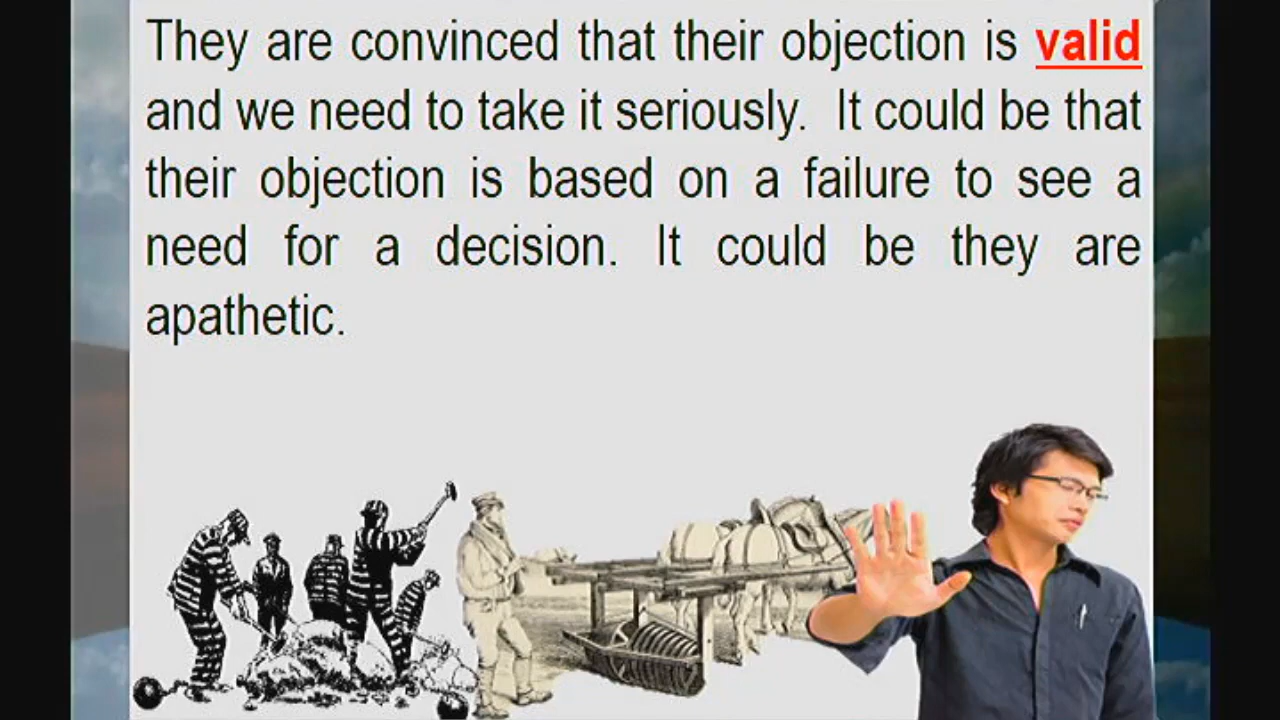 They are convinced that their objection is valid
and we need to take it seriously.  It could be that
their objection is based on a failure to see a
need for a decision. It could be they are
apathetic.